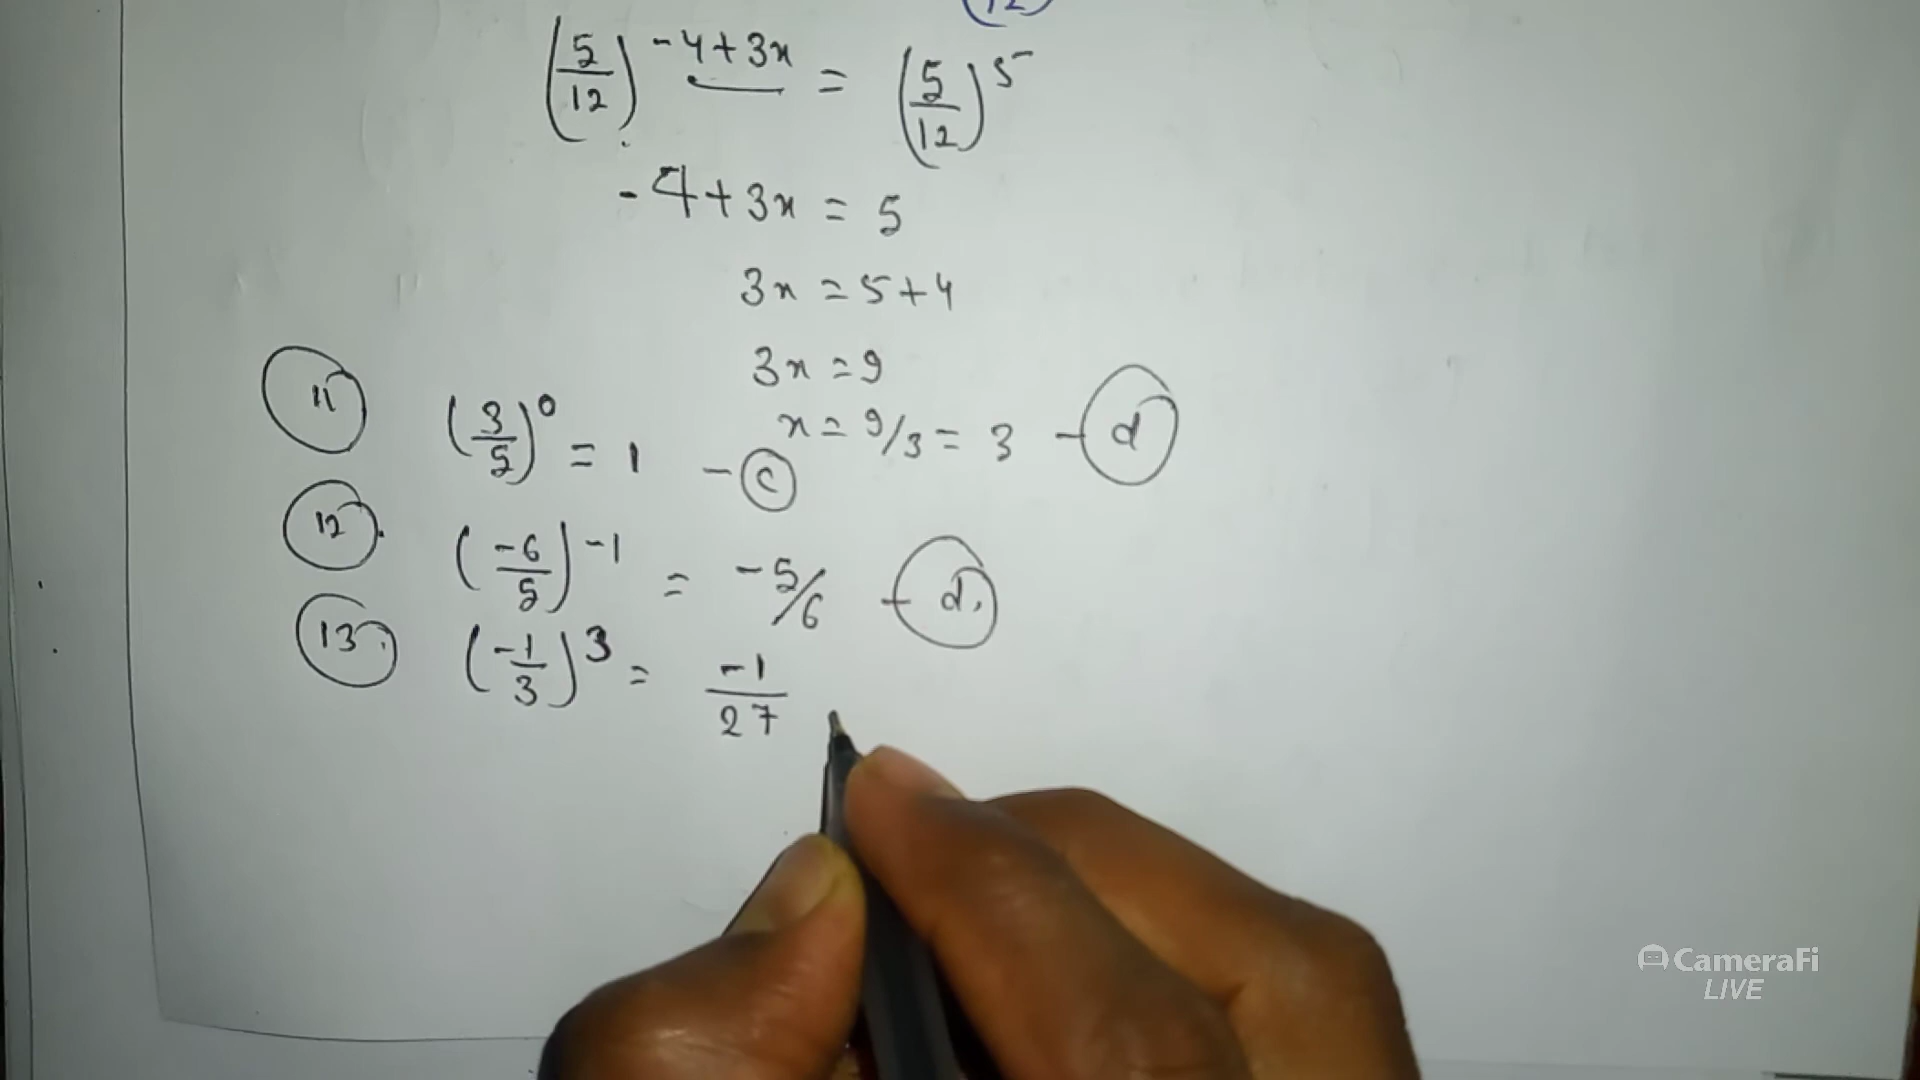 (5/12)^-4+3x = (5/12)^5
-4+3x = 5
3x = 5+4
3x = 9
x = 9/3 = 3 - d
11 (3/5)^0 = 1 - c
12. (-6/5)^-1 = -5/6 - d.
13. (-1/3)^3 = -1/27
CameraFi
LIVE